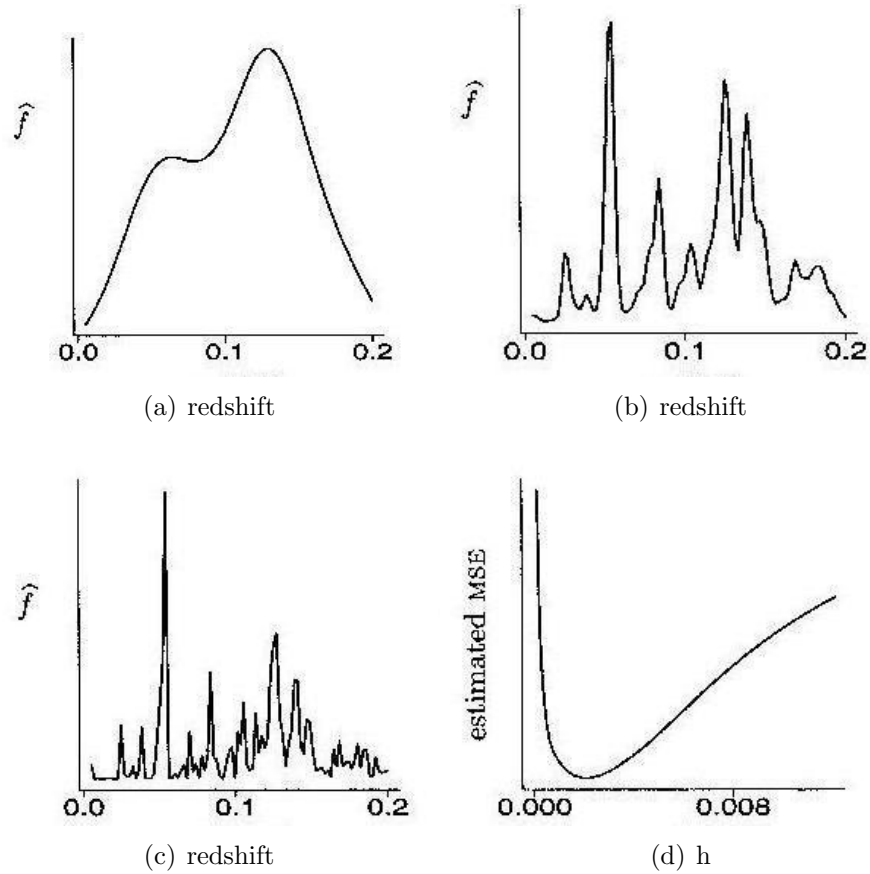 f̂
0.0 0.1 0.2
(a) redshift
f̂
0.0 0.1 0.2
(b) redshift
f̂
0.0 0.1 0.2
(c) redshift
estimated MSE
0.000 0.008
(d) h